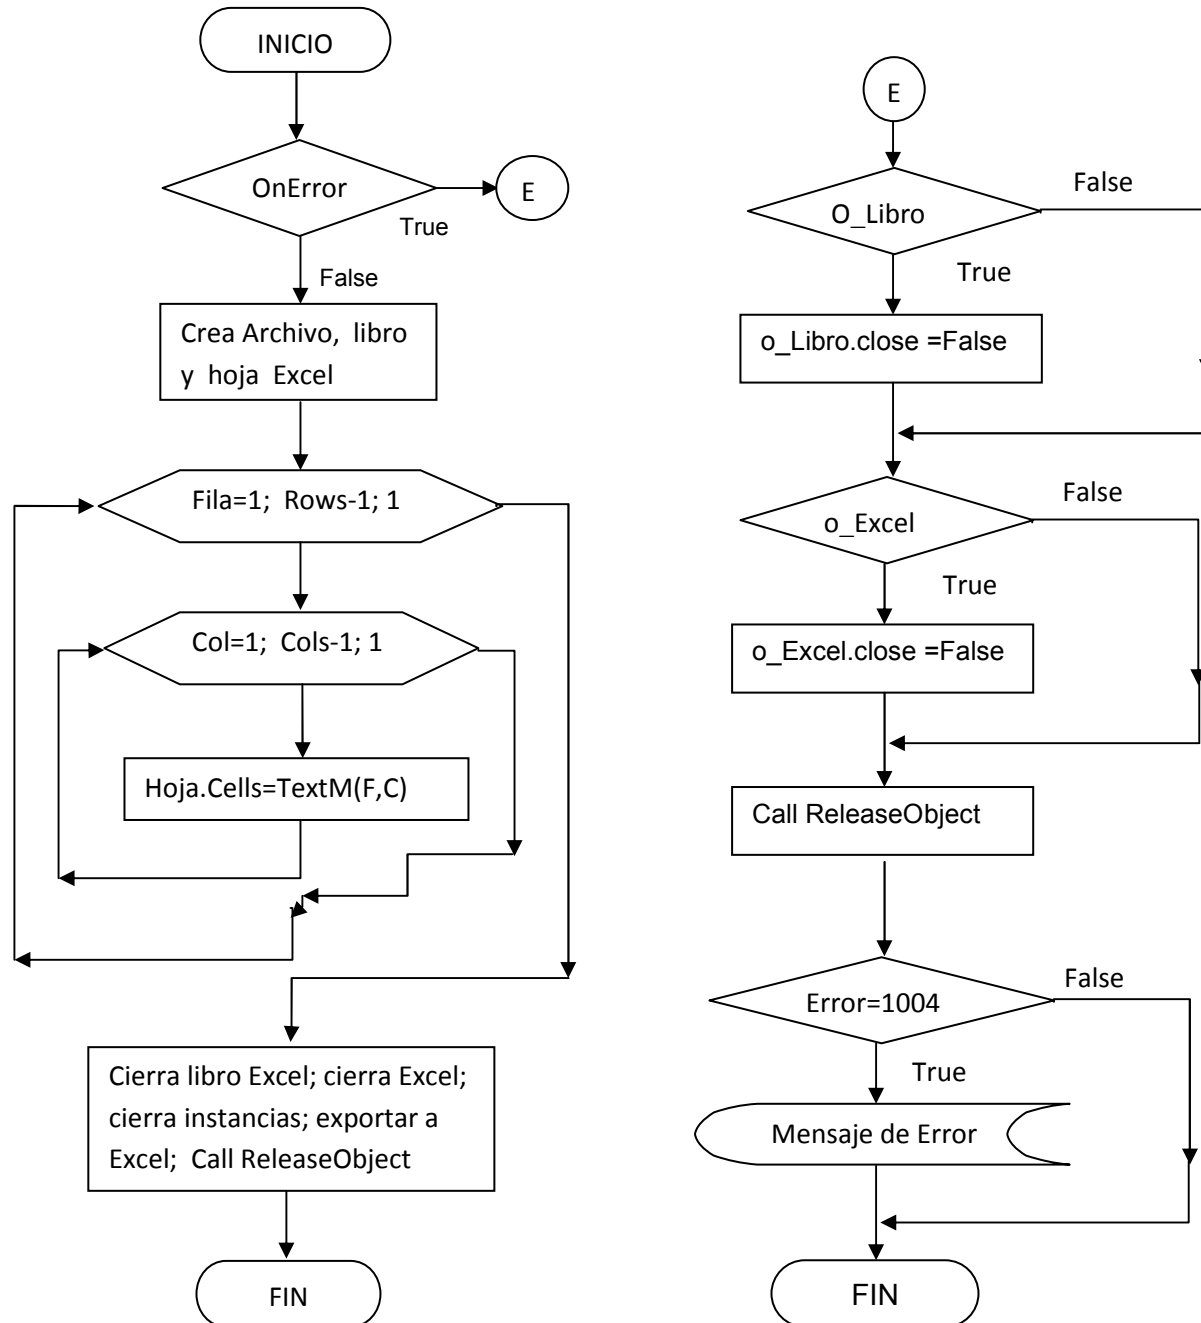 INICIO
OnError
E
True
False
Crea Archivo, libro
y hoja Excel
Fila=1; Rows-1; 1
Col=1; Cols-1; 1
Hoja.Cells=TextM(F,C)
Cierra libro Excel; cierra Excel;
cierra instancias; exportar a
Excel; Call ReleaseObject
FIN
E
O_Libro
False
True
o_Libro.close =False
o_Excel
False
True
o_Excel.close =False
Call ReleaseObject
Error=1004
False
True
Mensaje de Error
FIN